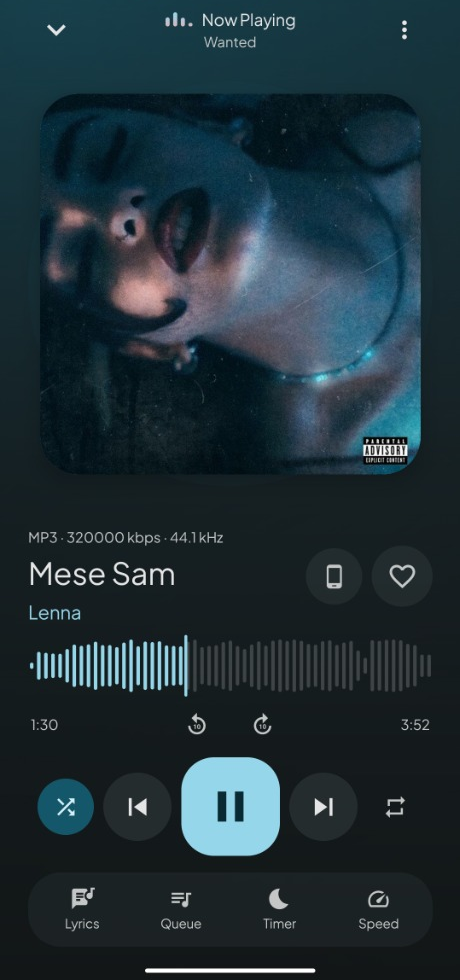 Now Playing
Wanted
PARENTAL
ADVISORY
EXPLICIT CONTENT
MP3 · 320000 kbps · 44.1 kHz
Mese Sam
Lenna
1:30
10
10
3:52
Lyrics
Queue
Timer
Speed